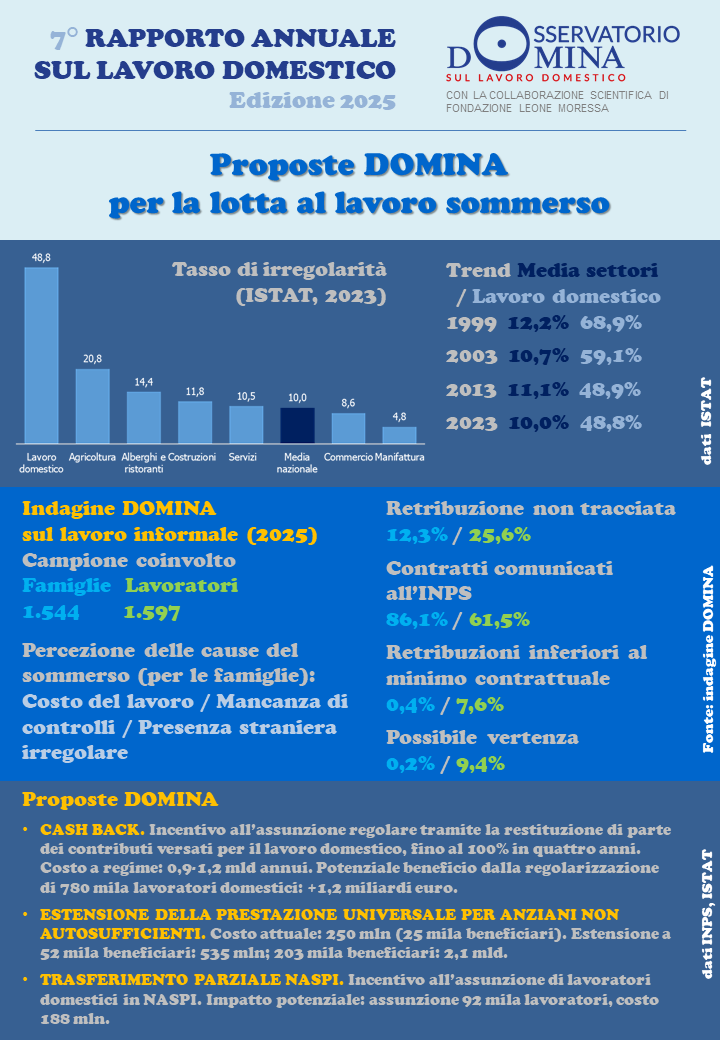 7° RAPPORTO ANNUALE
SUL LAVORO DOMESTICO
Edizione 2025
OSSERVATORIO
DOMINA
SUL LAVORO DOMESTICO
CON LA COLLABORAZIONE SCIENTIFICA DI
FONDAZIONE LEONE MORESSA
Proposte DOMINA
per la lotta al lavoro sommerso
Tasso di irregolarità
(ISTAT, 2023)
48,8
20,8
14,4
11,8
10,5
10,0
8,6
4,8
Lavoro domestico
Agricoltura
Alberghi e ristoranti
Costruzioni
Servizi
Media nazionale
Commercio
Manifattura
Trend Media settori
/ Lavoro domestico
1999 12,2% 68,9%
2003 10,7% 59,1%
2013 11,1% 48,9%
2023 10,0% 48,8%
dati ISTAT
Indagine DOMINA
sul lavoro informale (2025)
Campione coinvolto
Famiglie Lavoratori
1.544 1.597
Percezione delle cause del
sommerso (per le famiglie):
Costo del lavoro / Mancanza di
controlli / Presenza straniera
irregolare
Retribuzione non tracciata
12,3% / 25,6%
Contratti comunicati
all'INPS
86,1% / 61,5%
Retribuzioni inferiori al
minimo contrattuale
0,4% / 7,6%
Possibile vertenza
0,2% / 9,4%
Fonte: indagine DOMINA
Proposte DOMINA
• CASH BACK. Incentivo all'assunzione regolare tramite la restituzione di parte
dei contributi versati per il lavoro domestico, fino al 100% in quattro anni.
Costo a regime: 0,9-1,2 mld annui. Potenziale beneficio dalla regolarizzazione
di 780 mila lavoratori domestici: +1,2 miliardi euro.
• ESTENSIONE DELLA PRESTAZIONE UNIVERSALE PER ANZIANI NON
AUTOSUFFICIENTI. Costo attuale: 250 mln (25 mila beneficiari). Estensione a
52 mila beneficiari: 535 mln; 203 mila beneficiari: 2,1 mld.
• TRASFERIMENTO PARZIALE NASPI. Incentivo all'assunzione di lavoratori
domestici in NASPI. Impatto potenziale: assunzione 92 mila lavoratori, costo
188 mln.
dati INPS, ISTAT